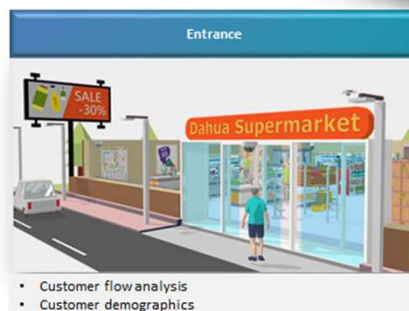 Entrance
SALE
-30%
Dahua Supermarket
• Customer flow analysis
• Customer demographics